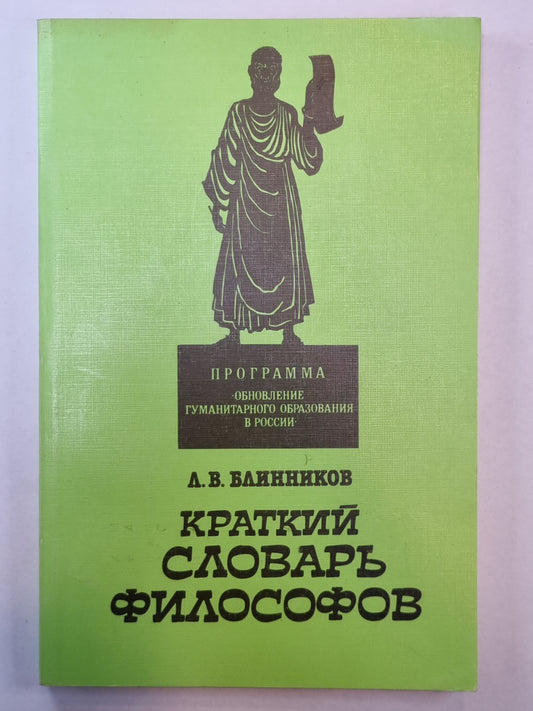 ПРОГРАММА
·ОБНОВЛЕНИЕ
ГУМАНИТАРНОГО ОБРАЗОВАНИЯ
В РОССИИ·
Л. В. БЛИННИКОВ
КРАТКИЙ
СЛОВАРЬ
ФИЛОСОФОВ